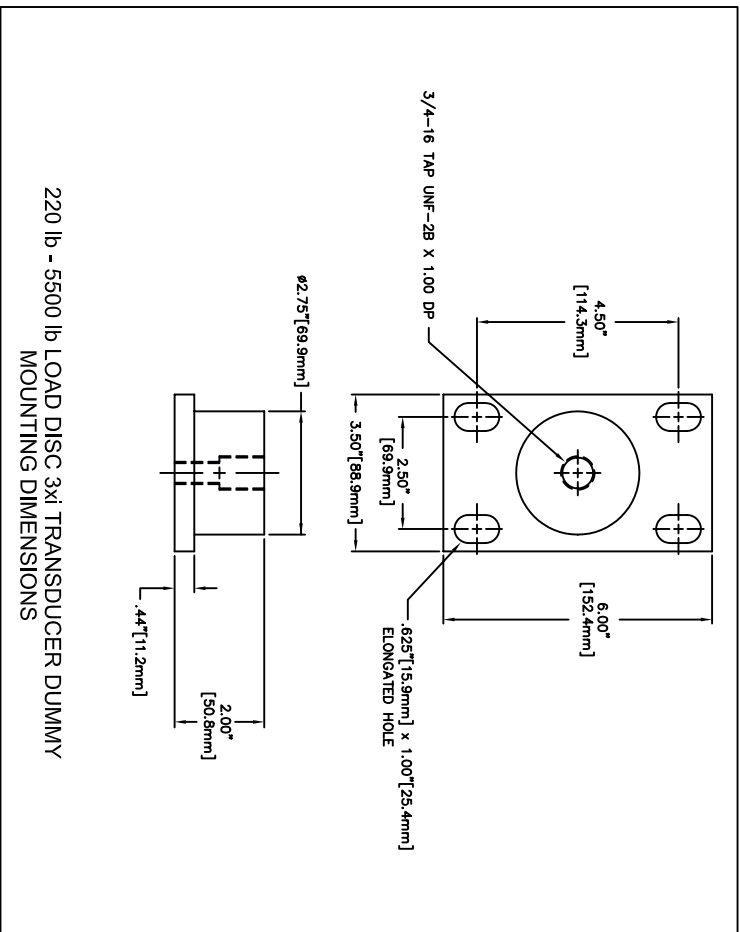 3/4-16 TAP UNF-2B X 1.00 DP
4.50"
[114.3mm]
6.00"
[152.4mm]
2.50"
[69.9mm]
3.50"[88.9mm]
.625"[15.9mm] x 1.00"[25.4mm]
ELONGATED HOLE
ø2.75"[69.9mm]
.44"[11.2mm]
2.00"
[50.8mm]
220 lb - 5500 lb LOAD DISC 3xi TRANSDUCER DUMMY
MOUNTING DIMENSIONS